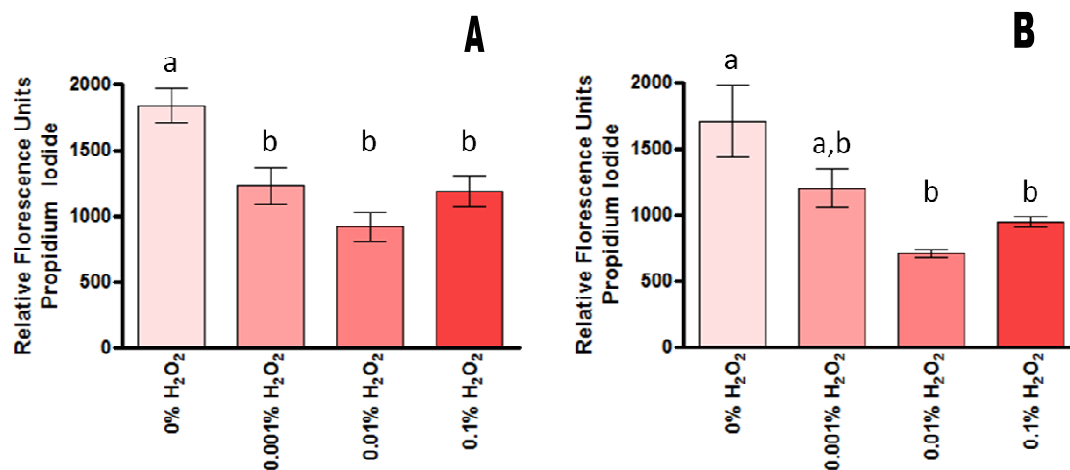 A
Relative Florescence Units
Propidium Iodide
2000
1500
1000
500
0
a
b
b
b
0% H₂O₂
0.001% H₂O₂
0.01% H₂O₂
0.1% H₂O₂
B
Relative Florescence Units
Propidium Iodide
2000
1500
1000
500
0
a
a,b
b
b
0% H₂O₂
0.001% H₂O₂
0.01% H₂O₂
0.1% H₂O₂